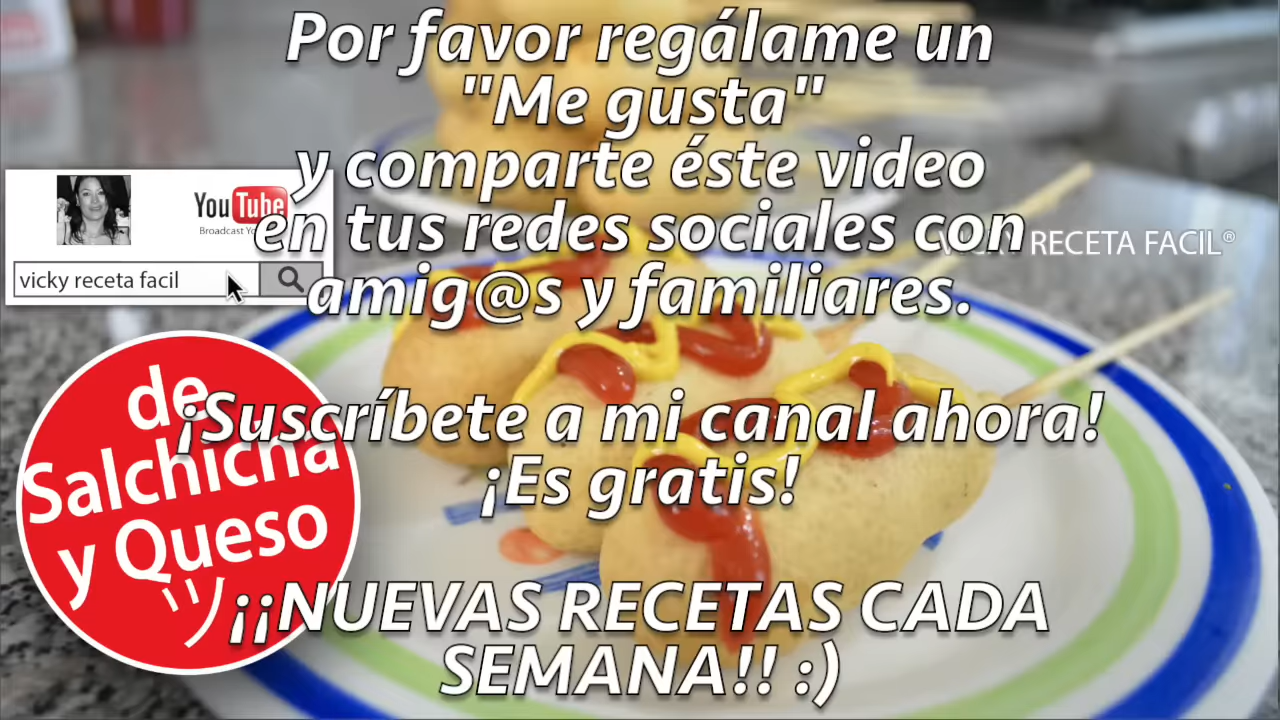 Por favor regálame un
"Me gusta"
y comparte éste video
en tus redes sociales con
amig@s y familiares.
¡Suscríbete a mi canal ahora!
¡Es gratis!
¡¡NUEVAS RECETAS CADA
SEMANA!! :)
YouTube
Broadcast
vicky receta facil
VICKY RECETA FACIL®
de
Salchicha
y Queso